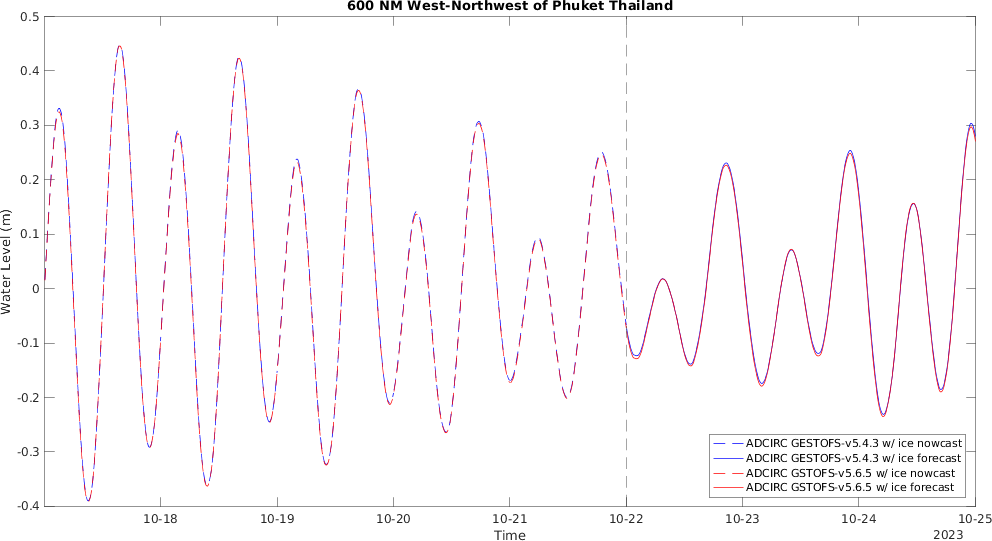 600 NM West-Northwest of Phuket Thailand
0.5
0.4
0.3
0.2
0.1
0
-0.1
-0.2
-0.3
-0.4
Water Level (m)
ADCIRC GESTOFS-v5.4.3 w/ ice nowcast
ADCIRC GESTOFS-v5.4.3 w/ ice forecast
ADCIRC GSTOFS-v5.6.5 w/ ice nowcast
ADCIRC GSTOFS-v5.6.5 w/ ice forecast
10-18
10-19
10-20
10-21
10-22
10-23
10-24
10-25
Time
2023